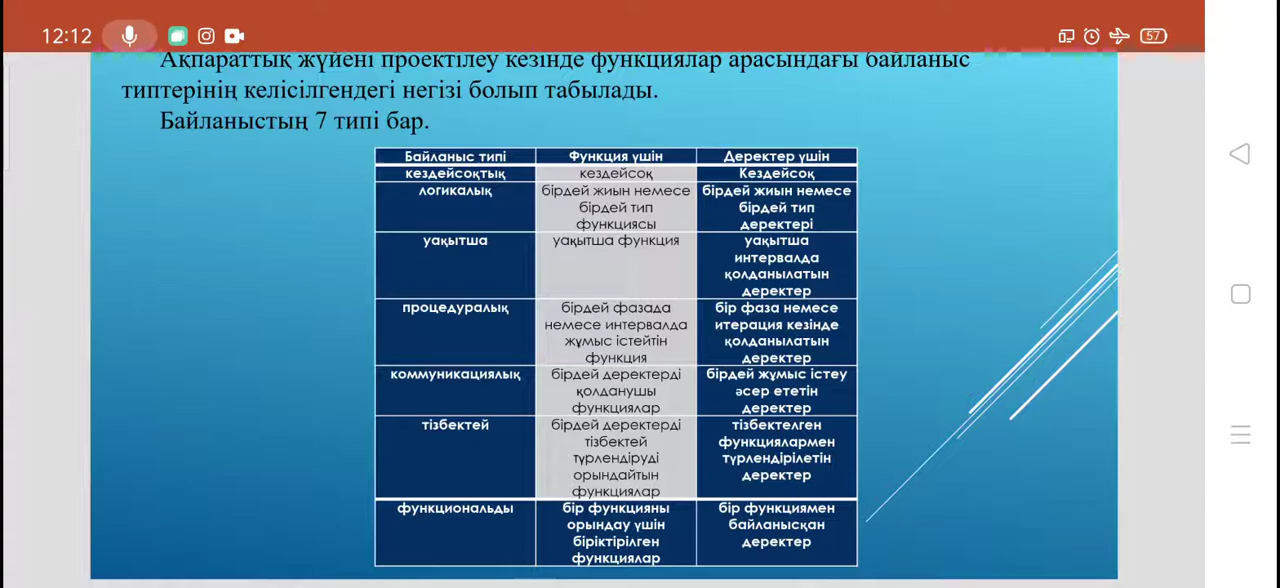 12:12
57
Ақпараттық жүйені проектілеу кезінде функциялар арасындағы байланыс
типтерінің келісілгендегі негізі болып табылады.
Байланыстың 7 типі бар.
Байланыс типі Функция үшін Деректер үшін
кездейсоқтық кездейсоқ Кездейсоқ
логикалық бірдей жиын немесе бірдей жиын немесе
бірдей тип бірдей тип
функциясы деректері
уақытша уақытша функция уақытша
интервалда
қолданылатын
деректер
процедуралық бірдей фазада бір фаза немесе
немесе интервалда итерация кезінде
жұмыс істейтін қолданылатын
функция деректер
коммуникациялық бірдей деректерді бірдей жұмыс істеу
қолданушы әсер ететін
функциялар деректер
тізбектей бірдей деректерді тізбектелген
тізбектей функциялармен
түрлендіруді түрлендірілетін
орындайтын деректер
функциялар
функциональды бір функцияны бір функциямен
орындау үшін байланысқан
біріктірілген деректер
функциялар